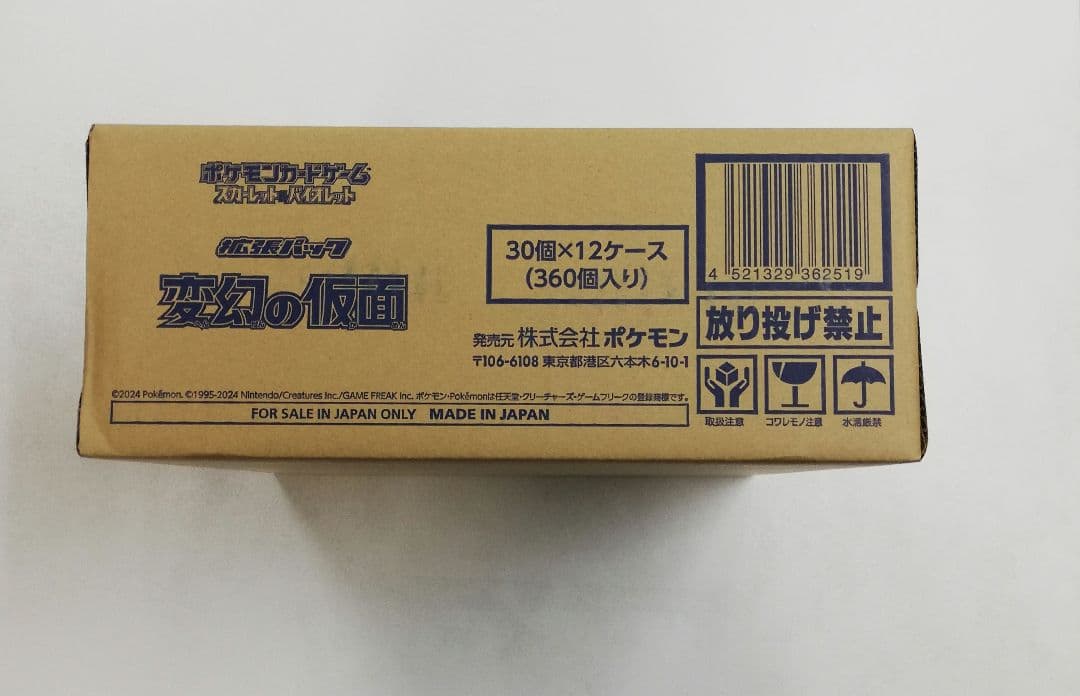 ポケモンカードゲーム
スカーレット&バイオレット
拡張パック
変幻の仮面
へん げん か めん
30個×12ケース
(360個入り)
発売元 株式会社 ポケモン
〒106-6108 東京都港区六本木6-10-1
©2024 Pokémon. ©1995-2024 Nintendo/Creatures Inc./GAME FREAK Inc. ポケモン・Pokémonは任天堂・クリーチャーズ・ゲームフリークの登録商標です。
FOR SALE IN JAPAN ONLY MADE IN JAPAN
4 521329 362519
放り投げ禁止
取扱注意
コワレモノ注意
水濡厳禁